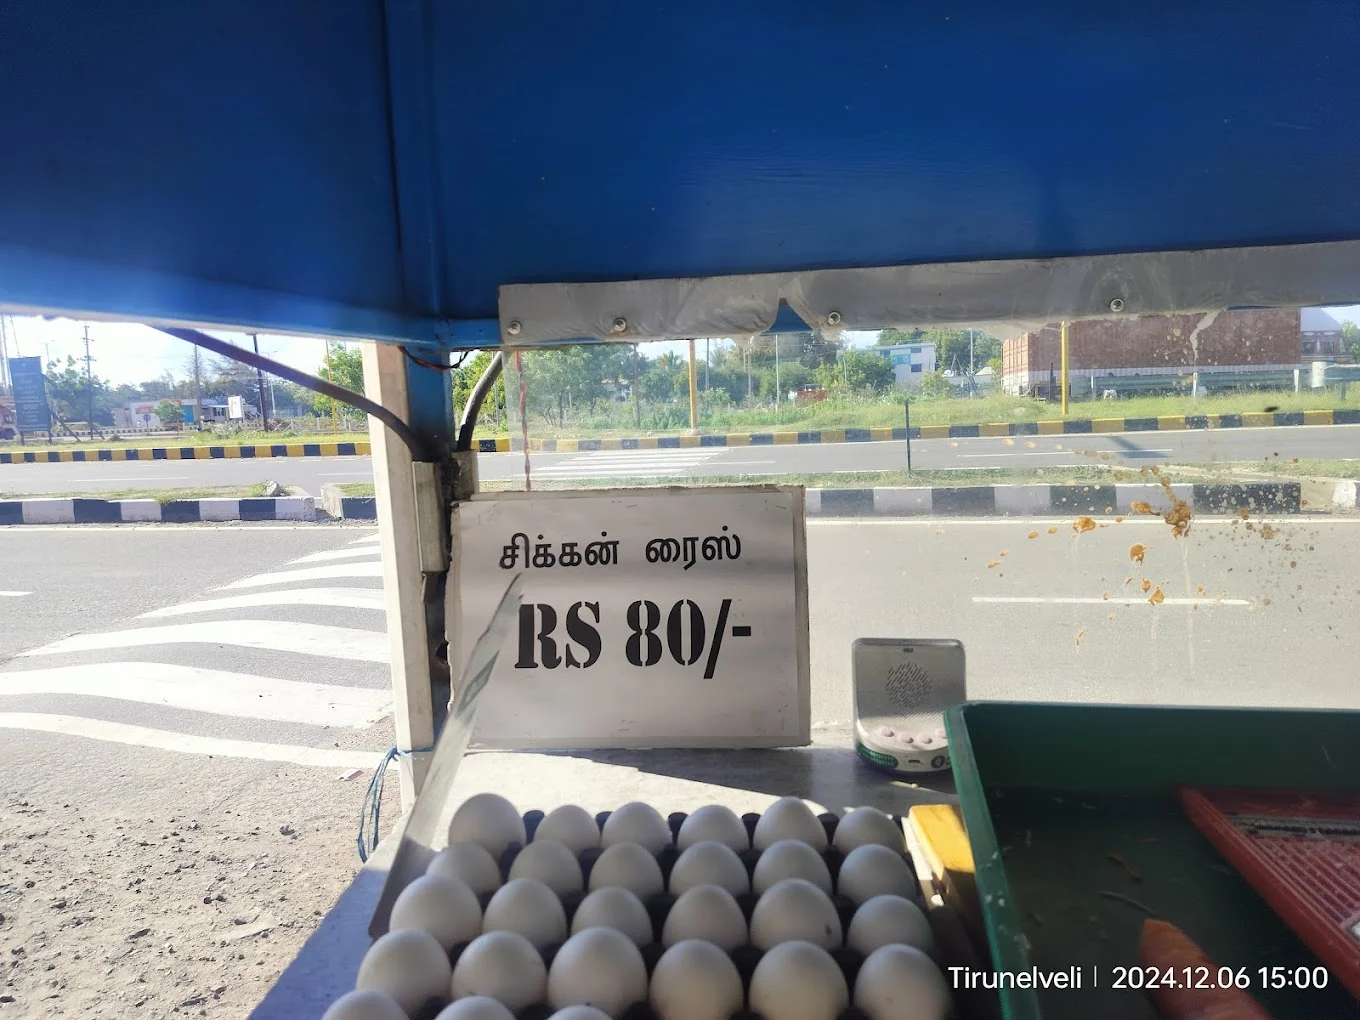 சிக்கன் ரைஸ்
RS 80/-
Tirunelveli | 2024.12.06 15:00